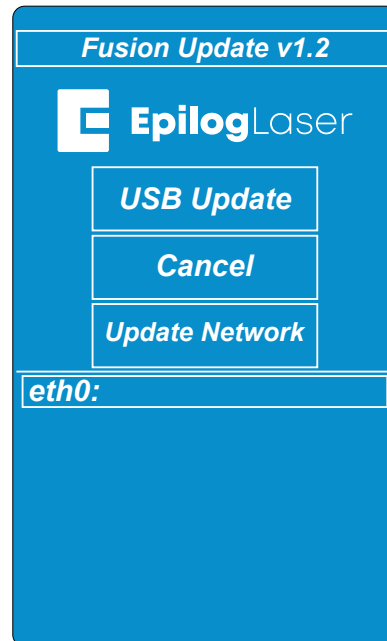 Fusion Update v1.2
EpilogLaser
USB Update
Cancel
Update Network
eth0: